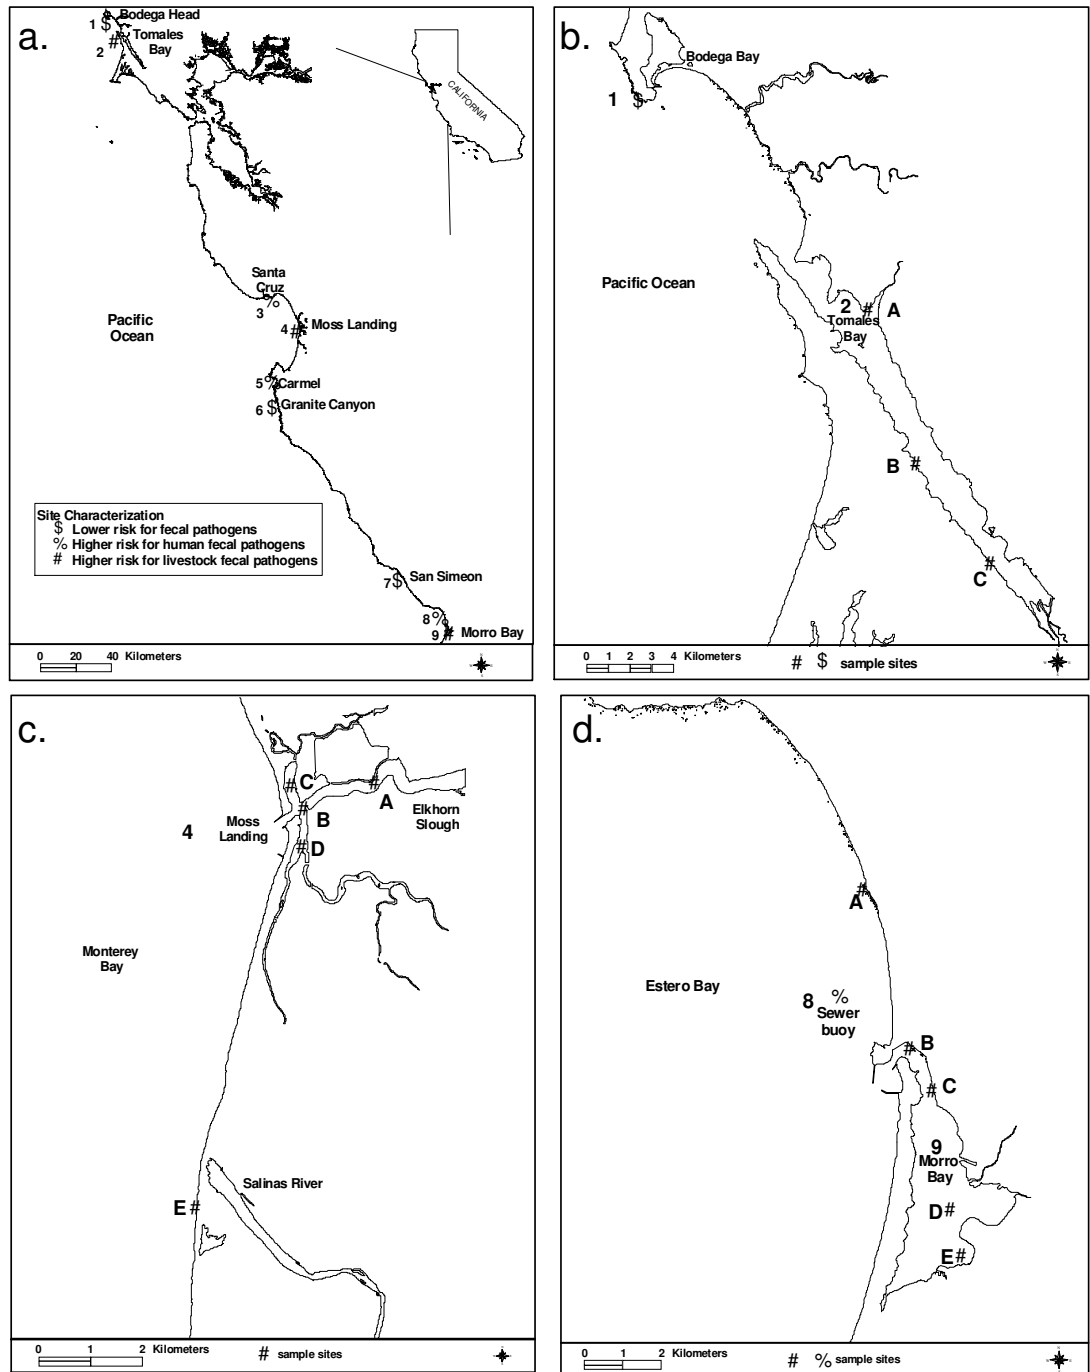 a.
1 $ Bodega Head
2 # Tomales
Bay
CALIFORNIA
Santa
Cruz
%
3
4 # Moss Landing
Pacific
Ocean
5 % Carmel
6 $ Granite Canyon
Site Characterization
$ Lower risk for fecal pathogens
% Higher risk for human fecal pathogens
# Higher risk for livestock fecal pathogens
7 $ San Simeon
8 %
9 # Morro Bay
0 20 40 Kilometers
b.
Bodega Bay
1 $
Pacific Ocean
2 # A
Tomales
Bay
B #
#
C
0 1 2 3 4 Kilometers
# $ sample sites
c.
# C
# A
Elkhorn
Slough
# B
4 Moss
Landing
# D
Monterey
Bay
Salinas River
E #
0 1 2 Kilometers
# sample sites
d.
#
A
Estero Bay
8 %
Sewer
buoy
# B
# C
9
Morro
Bay
D #
E #
0 1 2 Kilometers
# % sample sites